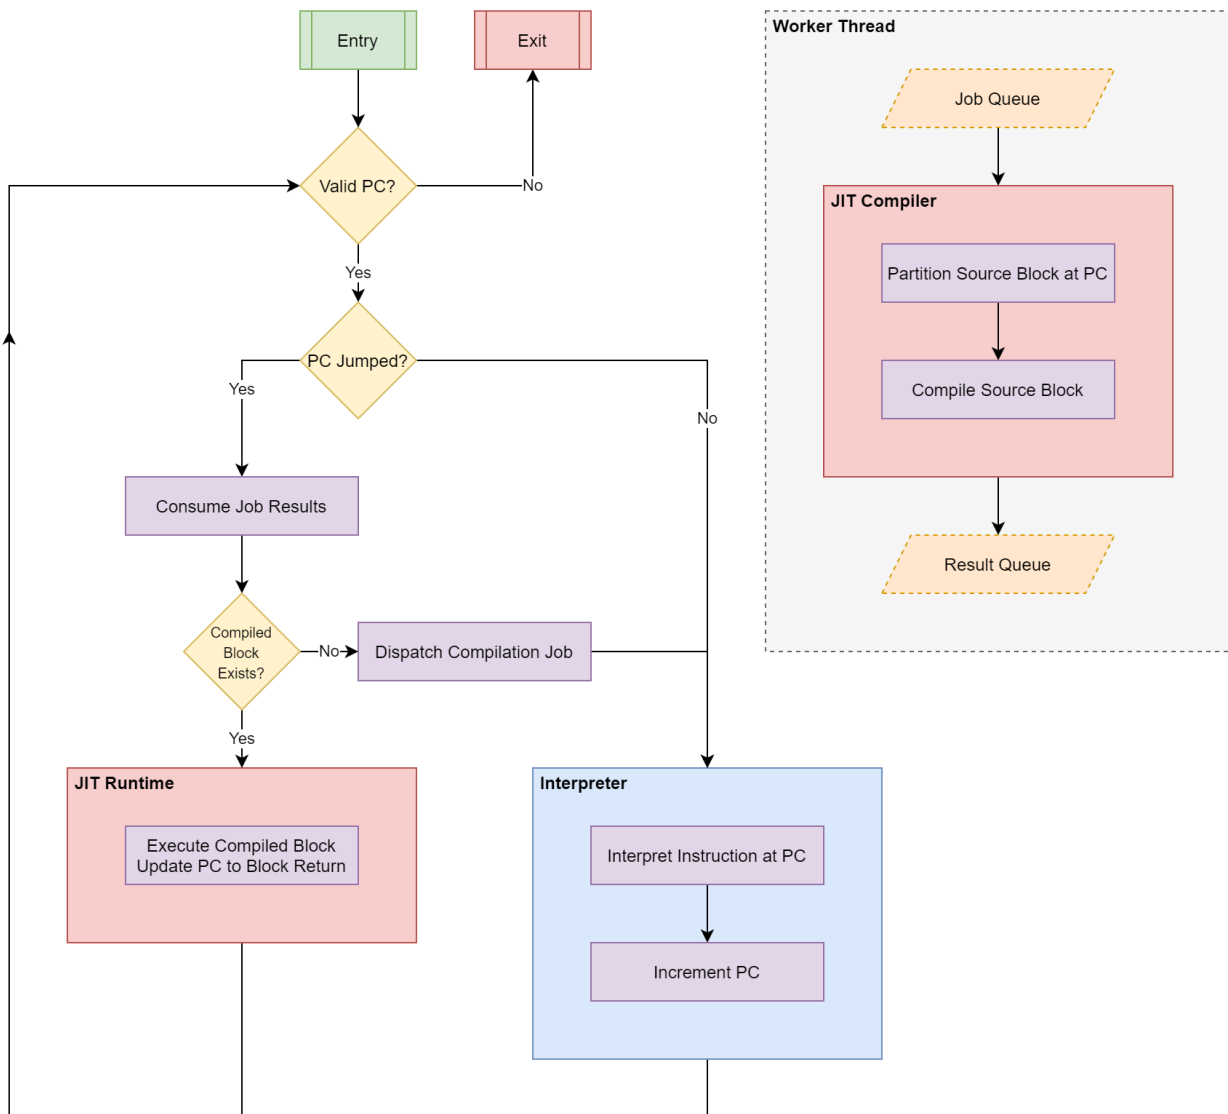 Entry
Exit
Valid PC?
No
Yes
PC Jumped?
Yes
No
Consume Job Results
Compiled
Block
Exists?
No
Dispatch Compilation Job
Yes
JIT Runtime
Execute Compiled Block
Update PC to Block Return
Interpreter
Interpret Instruction at PC
Increment PC
Worker Thread
Job Queue
JIT Compiler
Partition Source Block at PC
Compile Source Block
Result Queue